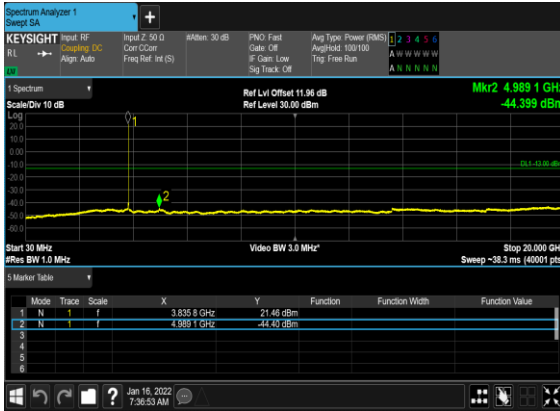 Spectrum Analyzer 1
Swept SA
KEYSIGHT
RL
Input: RF
Coupling: DC
Align: Auto
Input Z: 50 Ω
Corr CCorr
Freq Ref: Int (S)
#Atten: 30 dB
PNO: Fast
Gate: Off
IF Gain: Low
Sig Track: Off
Avg Type: Power (RMS)
Avg|Hold: 100/100
Trig: Free Run
1 2 3 4 5 6
A W W W W W
A N N N N N
1 Spectrum
Scale/Div 10 dB
Ref Lvl Offset 11.96 dB
Ref Level 30.00 dBm
Mkr2 4.989 1 GHz
-44.399 dBm
Log
20.0
10.0
0.00
-10.0
-20.0
-30.0
-40.0
-50.0
-60.0
1
2
DL1 -13.00 dBm
Start 30 MHz
#Res BW 1.0 MHz
Video BW 3.0 MHz*
Stop 20.000 GHz
Sweep ~38.3 ms (40001 pts)
5 Marker Table
Mode Trace Scale X Y Function Function Width Function Value
1 N 1 f 3.835 8 GHz 21.46 dBm
2 N 1 f 4.989 1 GHz -44.40 dBm
3
4
5
6
?
Jan 16, 2022
7:36:53 AM